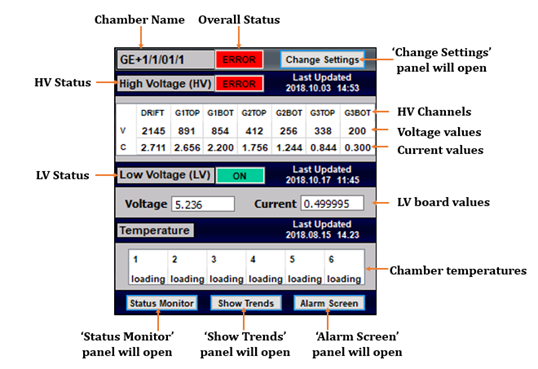 Chamber Name
Overall Status
GE+1/1/01/1
ERROR
Change Settings
'Change Settings'
panel will open
HV Status
High Voltage (HV)
ERROR
Last Updated
2018.10.03 14:53
DRIFT G1TOP G1BOT G2TOP G2BOT G3TOP G3BOT
HV Channels
V 2145 891 854 412 256 338 200
Voltage values
C 2.711 2.656 2.200 1.756 1.244 0.844 0.300
Current values
LV Status
Low Voltage (LV)
ON
Last Updated
2018.10.17 11:45
Voltage 5.236 Current 0.499995
LV board values
Temperature
Last Updated
2018.08.15 14.23
1 2 3 4 5 6
loading loading loading loading loading loading
Chamber temperatures
Status Monitor
Show Trends
Alarm Screen
'Status Monitor'
panel will open
'Show Trends'
panel will open
'Alarm Screen'
panel will open